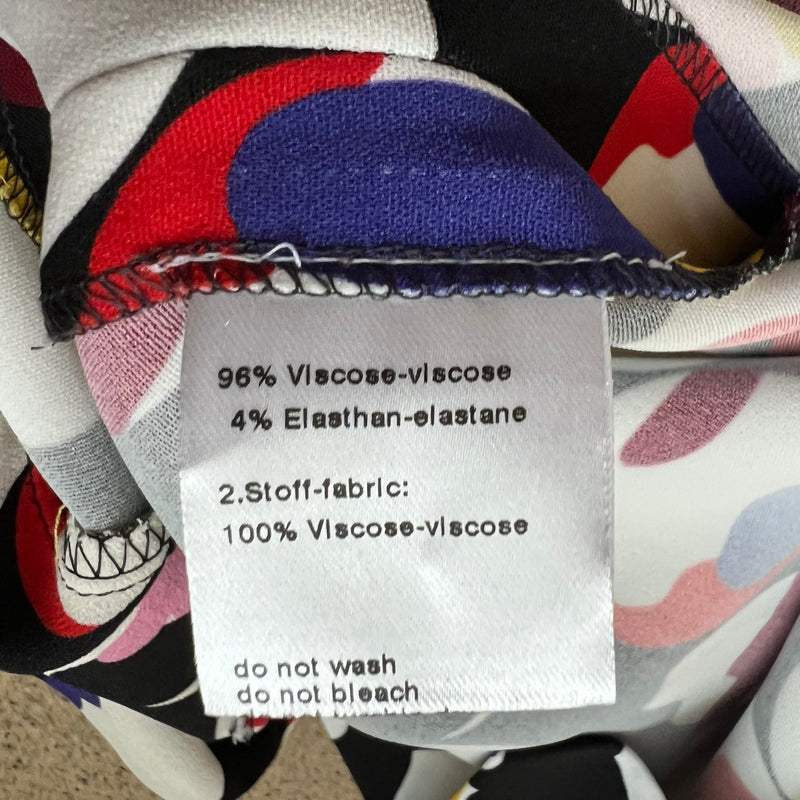 96% Viscose-viscose
4% Elasthan-elastane
2.Stoff-fabric:
100% Viscose-viscose
do not wash
do not bleach